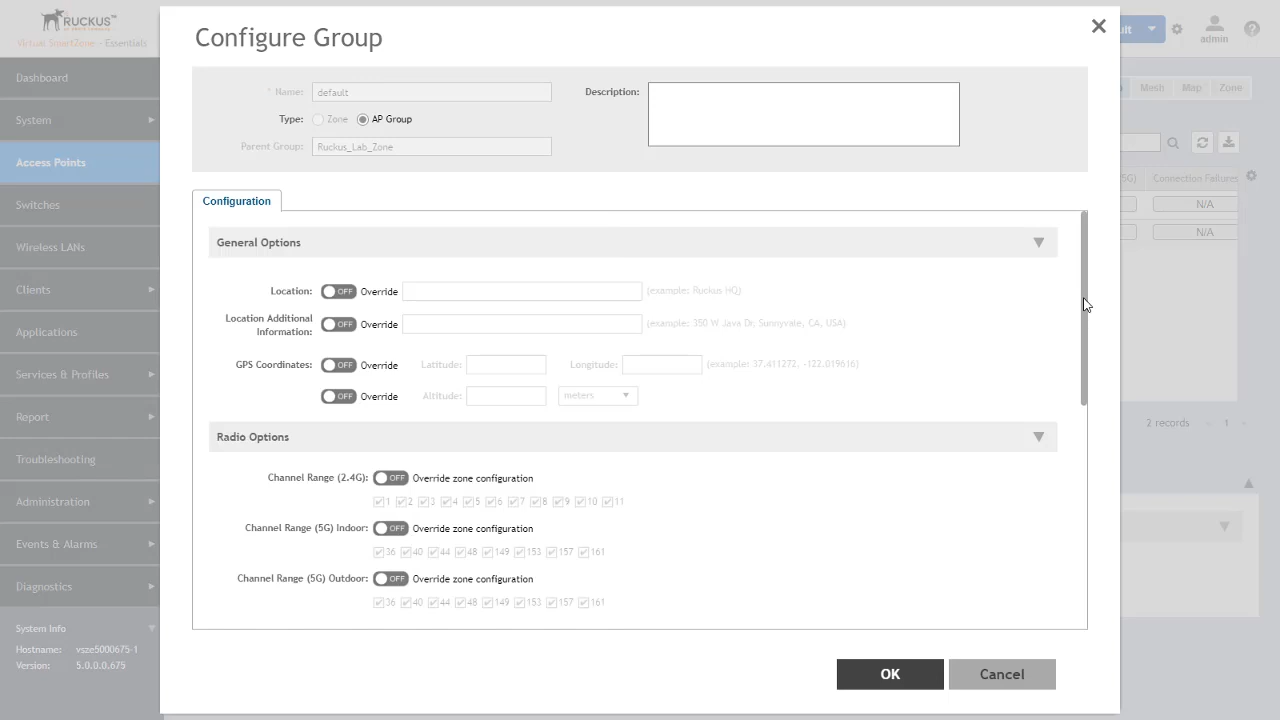 RUCKUS™
Virtual SmartZone - Essentials
Configure Group
ult
admin
Dashboard
System
Access Points
Switches
Wireless LANs
Clients
Applications
Services & Profiles
Report
Troubleshooting
Administration
Events & Alarms
Diagnostics
System Info
Hostname: vsze5000675-1
Version: 5.0.0.0.675
* Name: default
Description:
Type: Zone AP Group
Parent Group: Ruckus_Lab_Zone
Mesh Map Zone
5G) Connection Failures
N/A
N/A
2 records
1
Configuration
General Options
Location: OFF Override (example: Ruckus HQ)
Location Additional
Information:
OFF Override (example: 350 W Java Dr, Sunnyvale, CA, USA)
GPS Coordinates: OFF Override Latitude: Longitude: (example: 37.411272, -122.019616)
OFF Override Altitude: meters
Radio Options
Channel Range (2.4G): OFF Override zone configuration
1 2 3 4 5 6 7 8 9 10 11
Channel Range (5G) Indoor: OFF Override zone configuration
36 40 44 48 149 153 157 161
Channel Range (5G) Outdoor: OFF Override zone configuration
36 40 44 48 149 153 157 161
OK Cancel